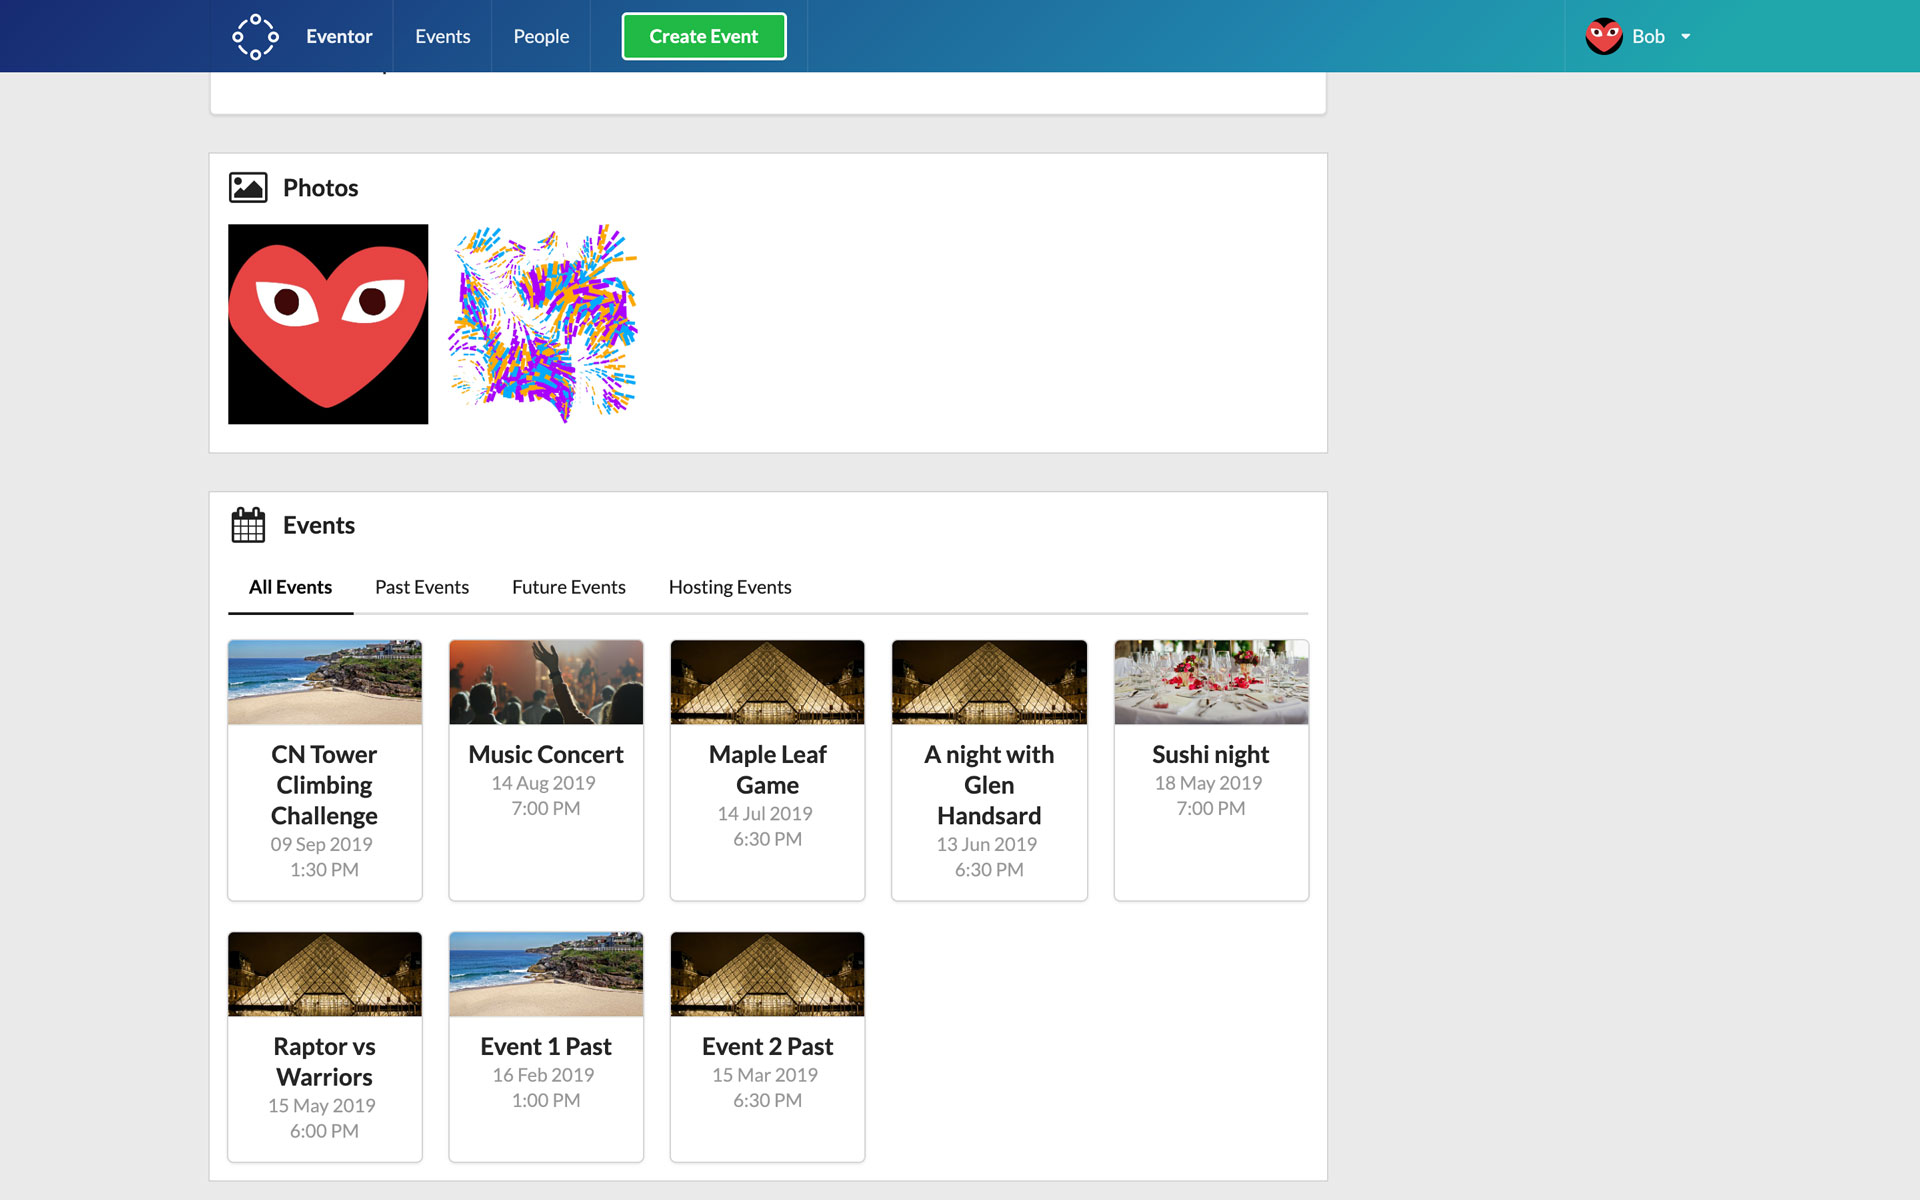 Eventor
Events
People
Create Event
Bob
Photos
Events
All Events
Past Events
Future Events
Hosting Events
CN Tower
Climbing
Challenge
09 Sep 2019
1:30 PM
Music Concert
14 Aug 2019
7:00 PM
Maple Leaf
Game
14 Jul 2019
6:30 PM
A night with
Glen
Handsard
13 Jun 2019
6:30 PM
Sushi night
18 May 2019
7:00 PM
Raptor vs
Warriors
15 May 2019
6:00 PM
Event 1 Past
16 Feb 2019
1:00 PM
Event 2 Past
15 Mar 2019
6:30 PM